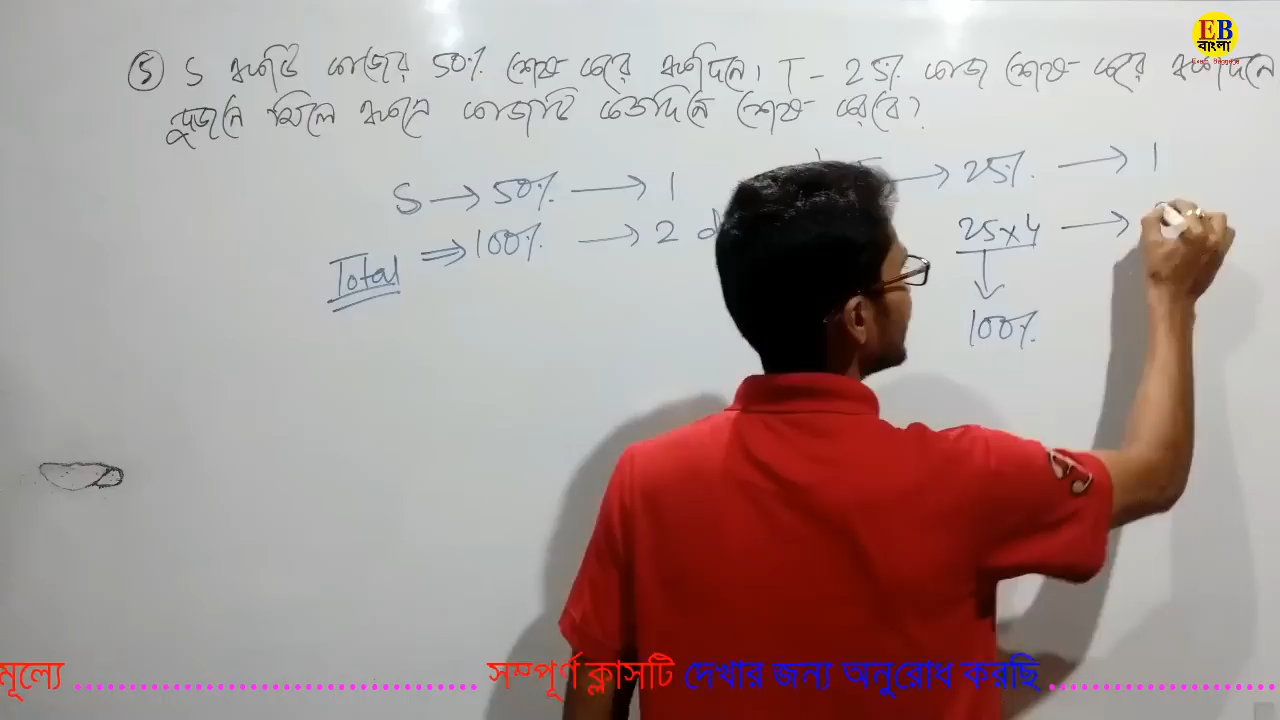 EB
বাংলা
⑤ S একটি কাজের 50% শেষ করে একদিনে। T - 25% কাজ শেষ করে একদিনে
দুজনে মিলে একত্রে কাজটি কতদিনে শেষ করবে?
S → 50% → 1
→ 25% → 1
Total ⇒ 100% → 2 d
25×4 →
↓
100%
মূল্যে ........ সম্পূর্ণ ক্লাসটি দেখার জন্য অনুরোধ করছি ........